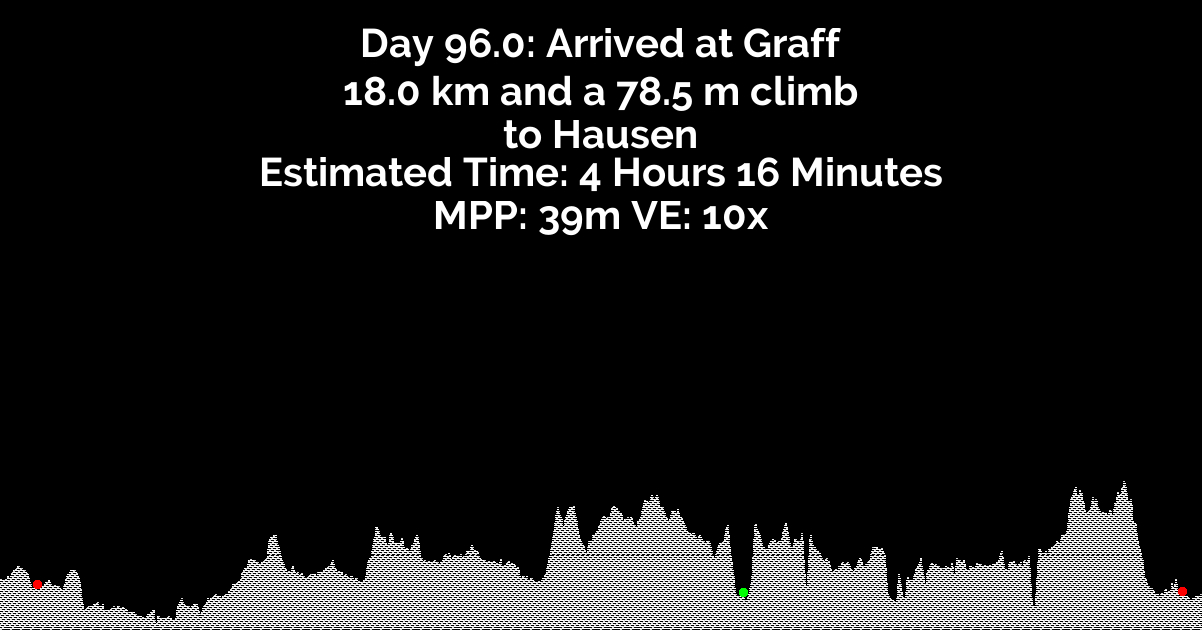 Day 96.0: Arrived at Graff
18.0 km and a 78.5 m climb
to Hausen
Estimated Time: 4 Hours 16 Minutes
MPP: 39m VE: 10x